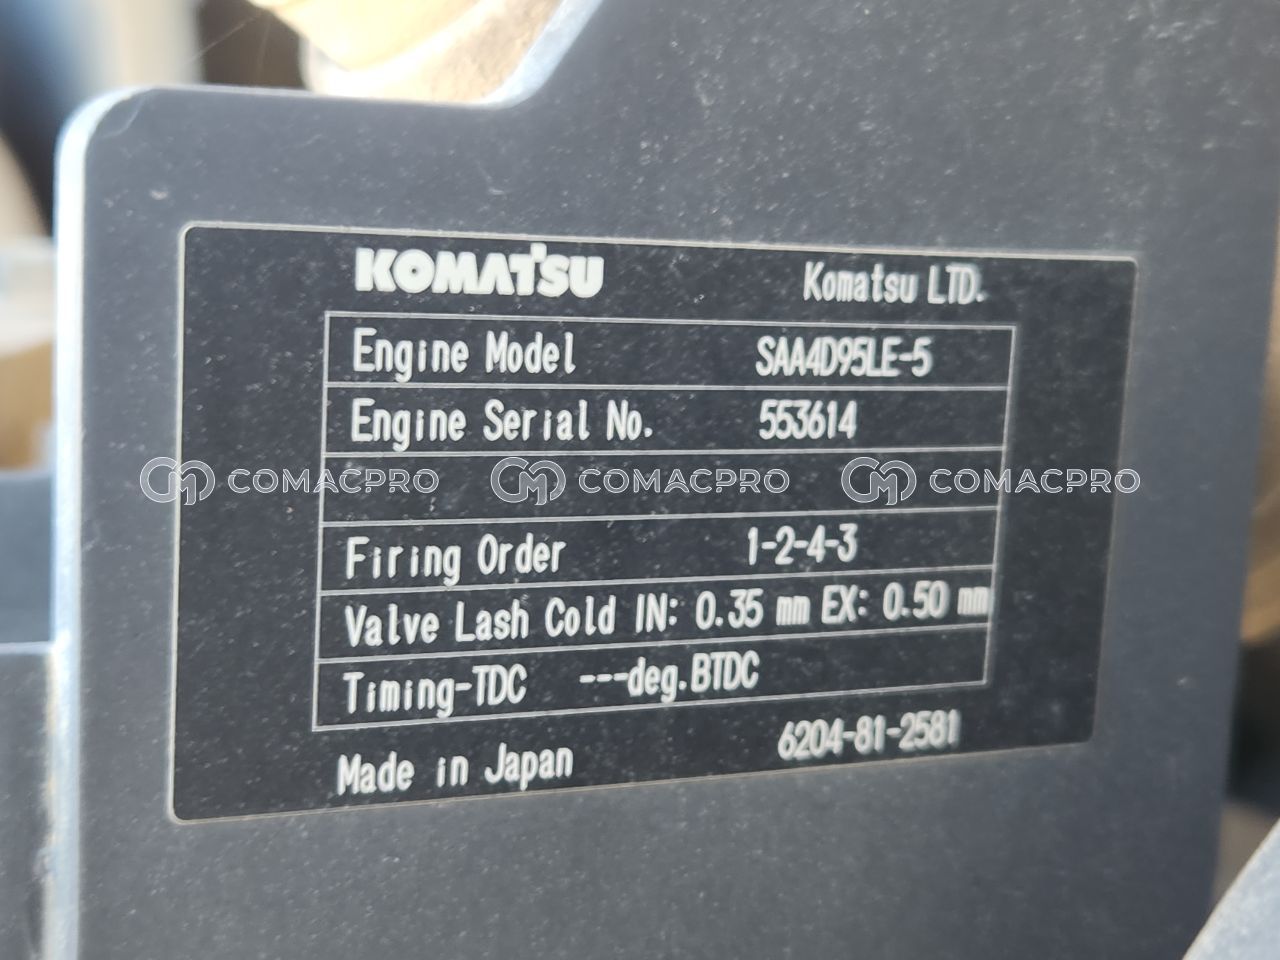 KOMATSU Komatsu LTD.
Engine Model SAA4D95LE-5
Engine Serial No. 553614
COMACPRO COMACPRO COMACPRO
Firing Order 1-2-4-3
Valve Lash Cold IN: 0.35 mm EX: 0.50 mm
Timing-TDC ---deg.BTDC
Made in Japan 6204-81-2581